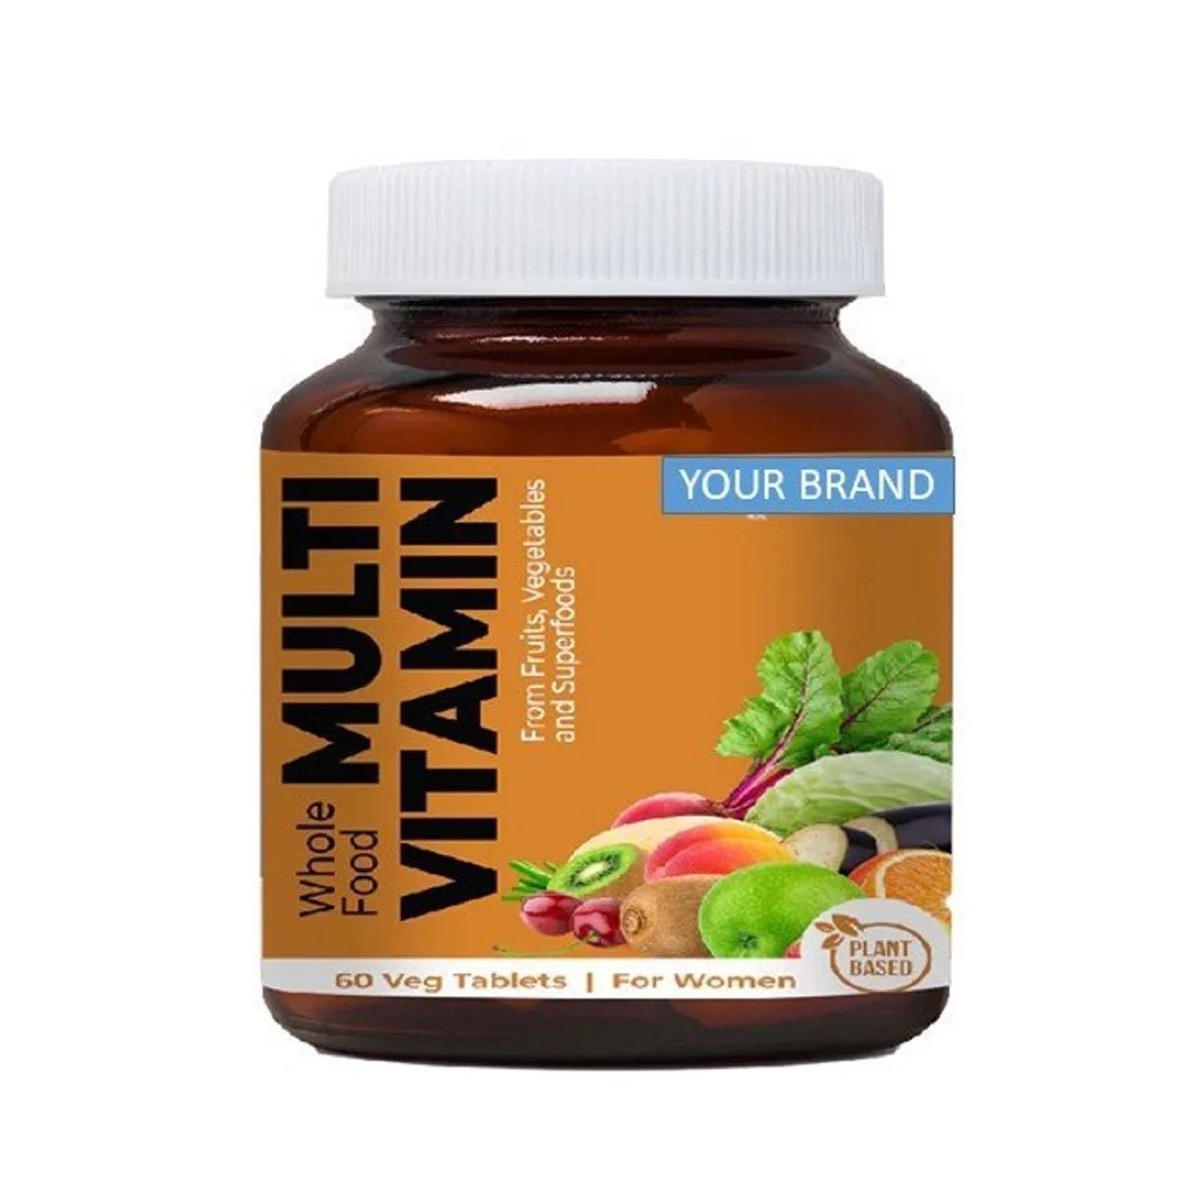 YOUR BRAND
Whole
Food
MULTI
VITAMIN
From Fruits, Vegetables
and Superfoods
60 Veg Tablets | For Women
PLANT
BASED